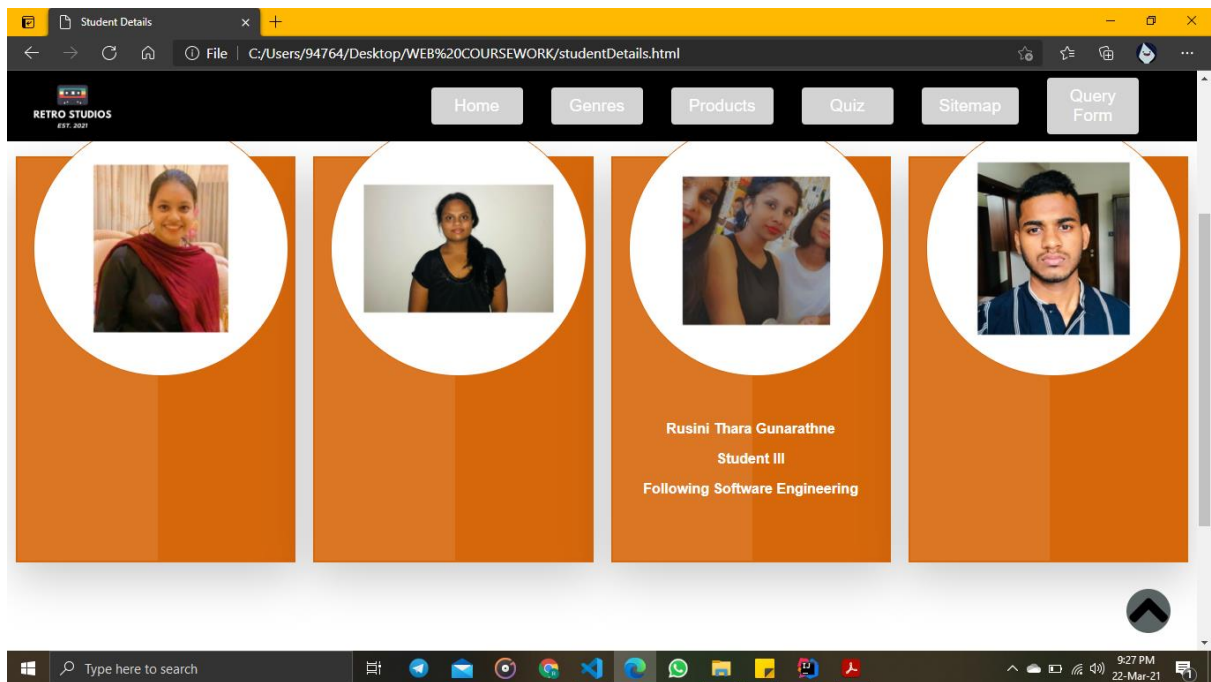 Student Details
File
C:/Users/94764/Desktop/WEB%20COURSEWORK/studentDetails.html
RETRO STUDIOS
EST. 2021
Home
Genres
Products
Quiz
Sitemap
Query
Form
Rusini Thara Gunarathne
Student III
Following Software Engineering
Type here to search
9:27 PM
22-Mar-21
1